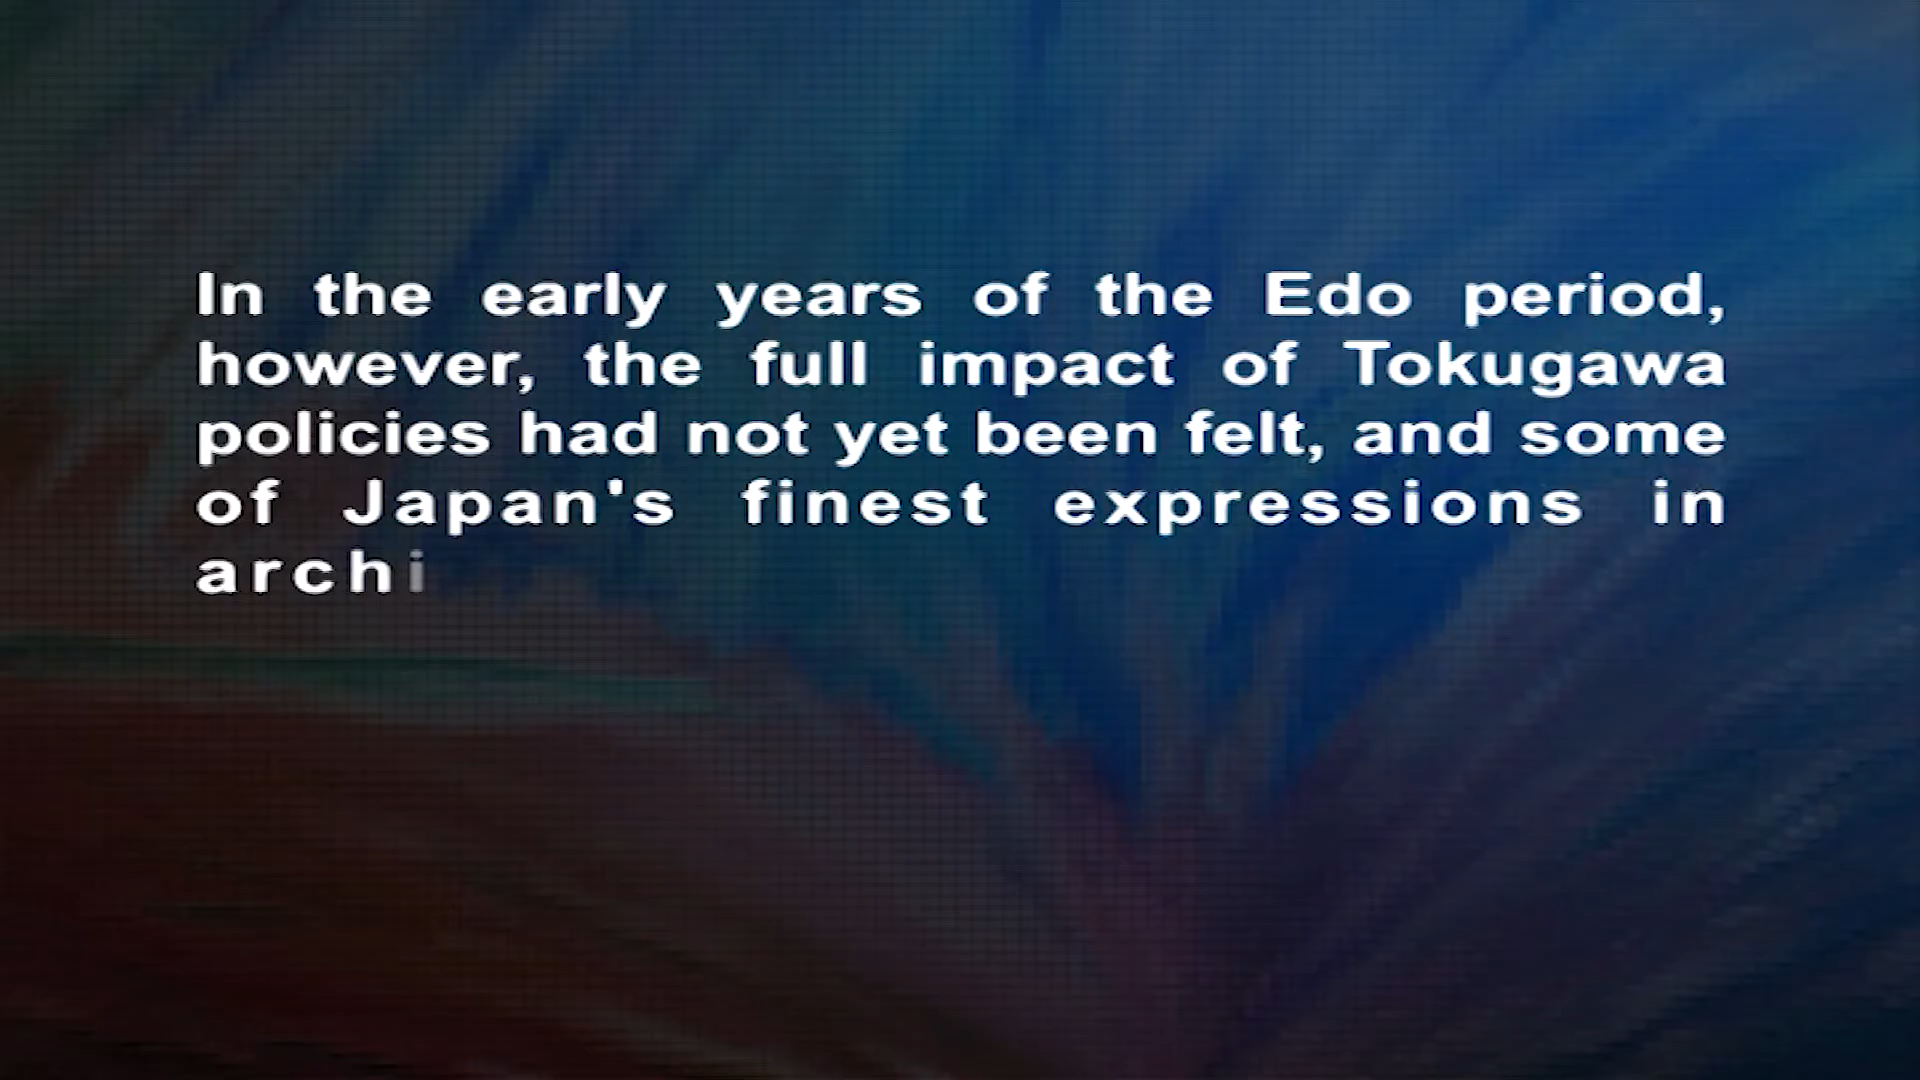 In the early years of the Edo period,
however, the full impact of Tokugawa
policies had not yet been felt, and some
of Japan's finest expressions in
archi